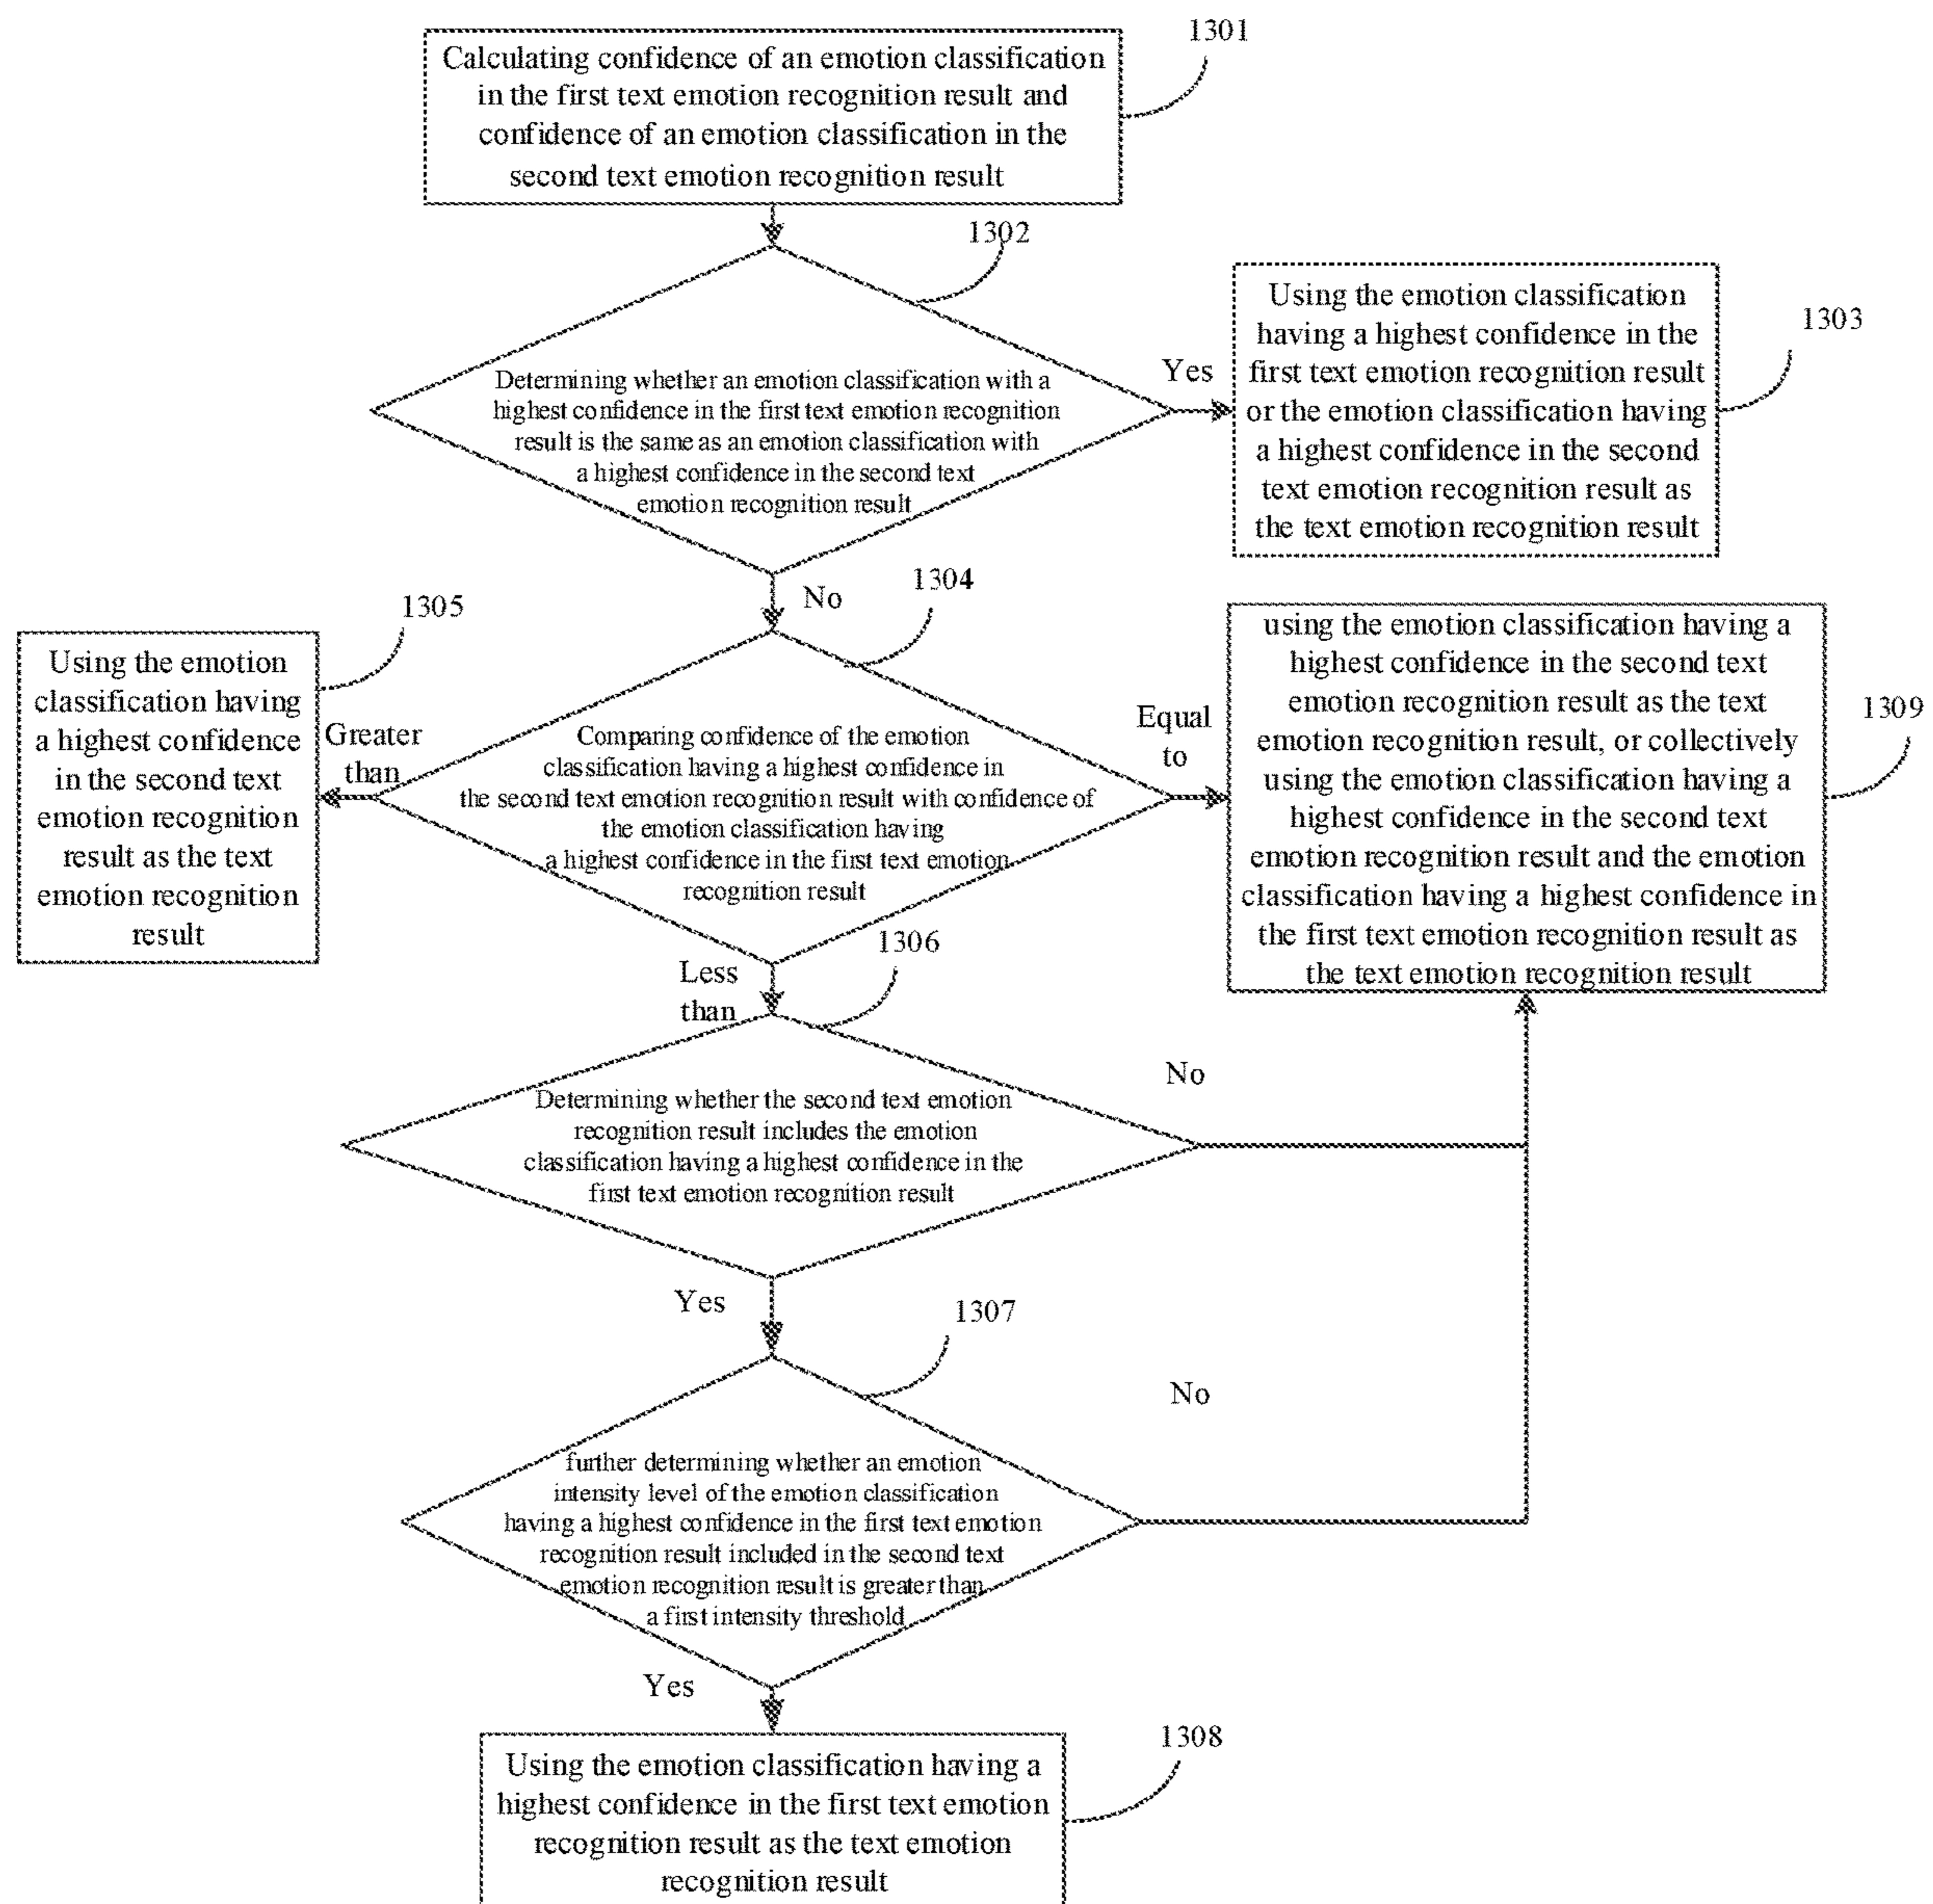 1301
Calculating confidence of an emotion classification
in the first text emotion recognition result and
confidence of an emotion classification in the
second text emotion recognition result
1302
Determining whether an emotion classification with a
highest confidence in the first text emotion recognition
result is the same as an emotion classification with
a highest confidence in the second text
emotion recognition result
Yes
Using the emotion classification
having a highest confidence in the
first text emotion recognition result
or the emotion classification having
a highest confidence in the second
text emotion recognition result as
the text emotion recognition result
1303
No
1304
1305
Using the emotion
classification having
a highest confidence
in the second text
emotion recognition
result as the text
emotion recognition
result
Greater
than
Comparing confidence of the emotion
classification having a highest confidence in
the second text emotion recognition result with confidence of
the emotion classification having
a highest confidence in the first text emotion
recognition result
Equal
to
using the emotion classification having a
highest confidence in the second text
emotion recognition result as the text
emotion recognition result, or collectively
using the emotion classification having a
highest confidence in the second text
emotion recognition result and the emotion
classification having a highest confidence in
the first text emotion recognition result as
the text emotion recognition result
1309
Less
than
1306
Determining whether the second text emotion
recognition result includes the emotion
classification having a highest confidence in the
first text emotion recognition result
No
Yes
1307
further determining whether an emotion
intensity level of the emotion classification
having a highest confidence in the first text emotion
recognition result included in the second text
emotion recognition result is greater than
a first intensity threshold
No
Yes
1308
Using the emotion classification having a
highest confidence in the first text emotion
recognition result as the text emotion
recognition result